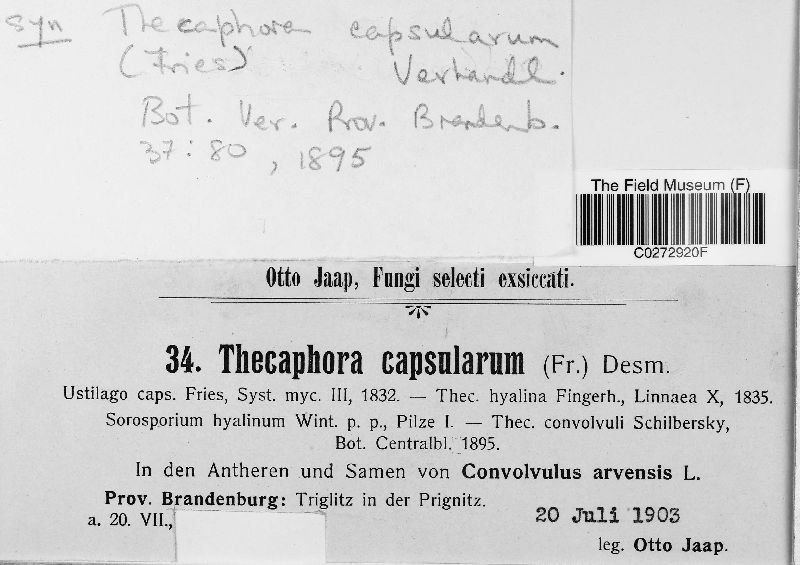 syn Thecaphora capsularum
(Fries) Verhandl.
Bot. Ver. Prov. Brandenb.
37: 80, 1895
The Field Museum (F)
C0272920F
Otto Jaap, Fungi selecti exsiccati.
34. Thecaphora capsularum (Fr.) Desm.
Ustilago caps. Fries, Syst. myc. III, 1832. — Thec. hyalina Fingerh., Linnaea X, 1835.
Sorosporium hyalinum Wint. p. p., Pilze I. — Thec. convolvuli Schilbersky,
Bot. Centralbl. 1895.
In den Antheren und Samen von Convolvulus arvensis L.
Prov. Brandenburg: Triglitz in der Prignitz.
a. 20. VII.,
20 Juli 1903
leg. Otto Jaap.